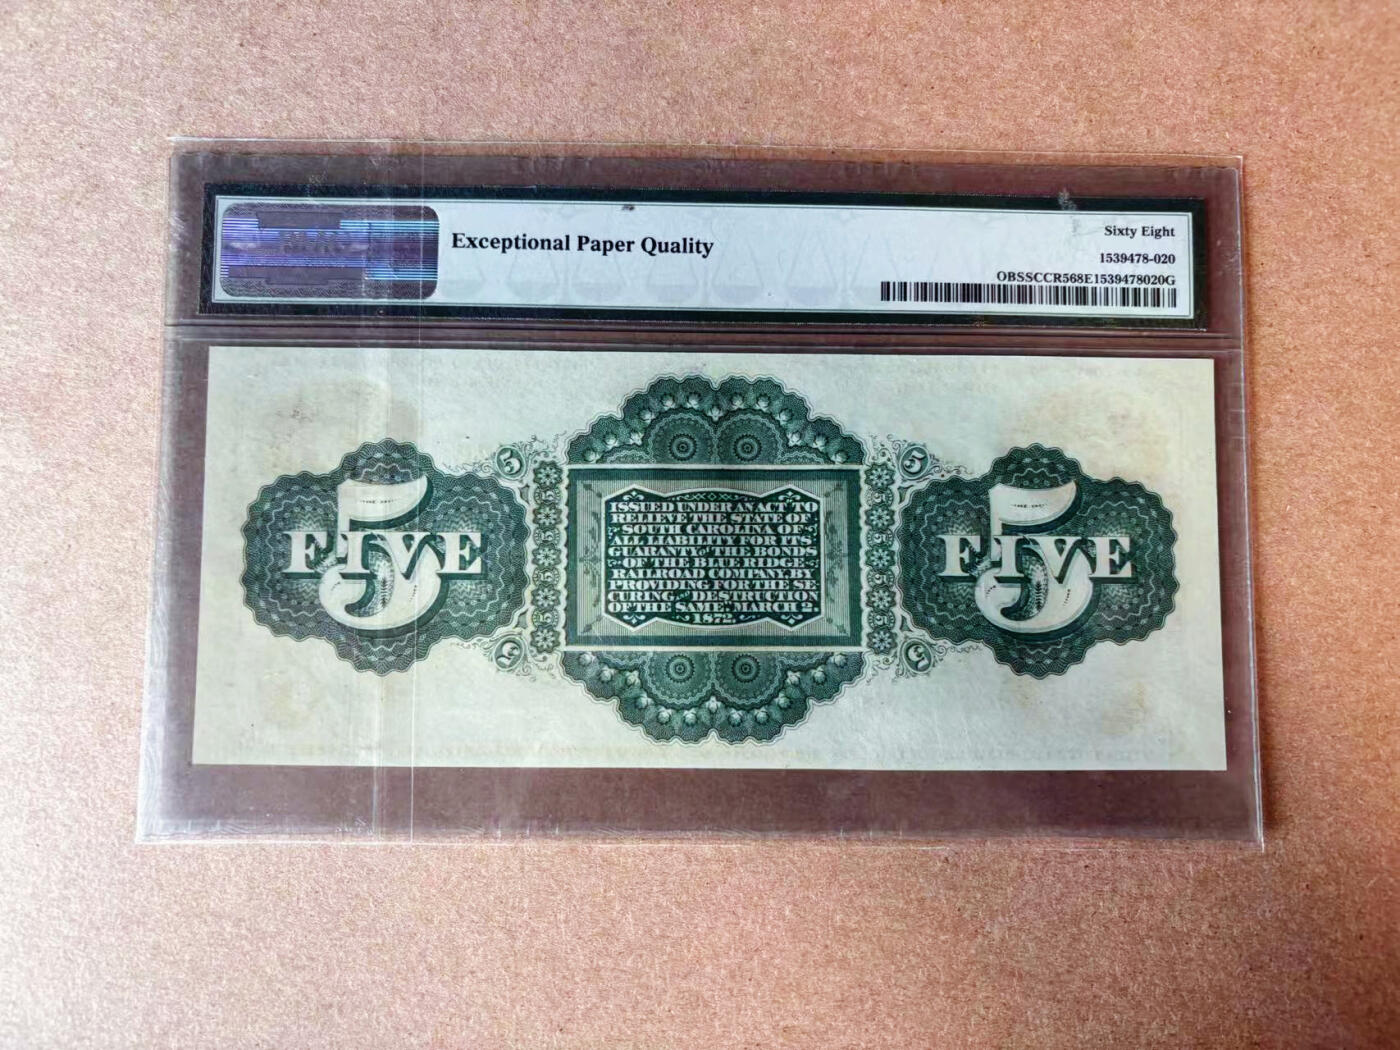 Exceptional Paper Quality
Sixty Eight
1539478-020
OBSSCCR568E1539478020G
5
5
5
FIVE
ISSUED UNDER AN ACT TO
RELIEVE THE STATE OF
SOUTH CAROLINA OF
ALL LIABILITY FOR ITS
GUARANTY OF THE BONDS
OF THE BLUE RIDGE
RAILROAD COMPANY, BY
PROVIDING FOR THE SE
CURING AND DESTRUCTION
OF THE SAME, MARCH 2,
1872.
5
FIVE
5
5